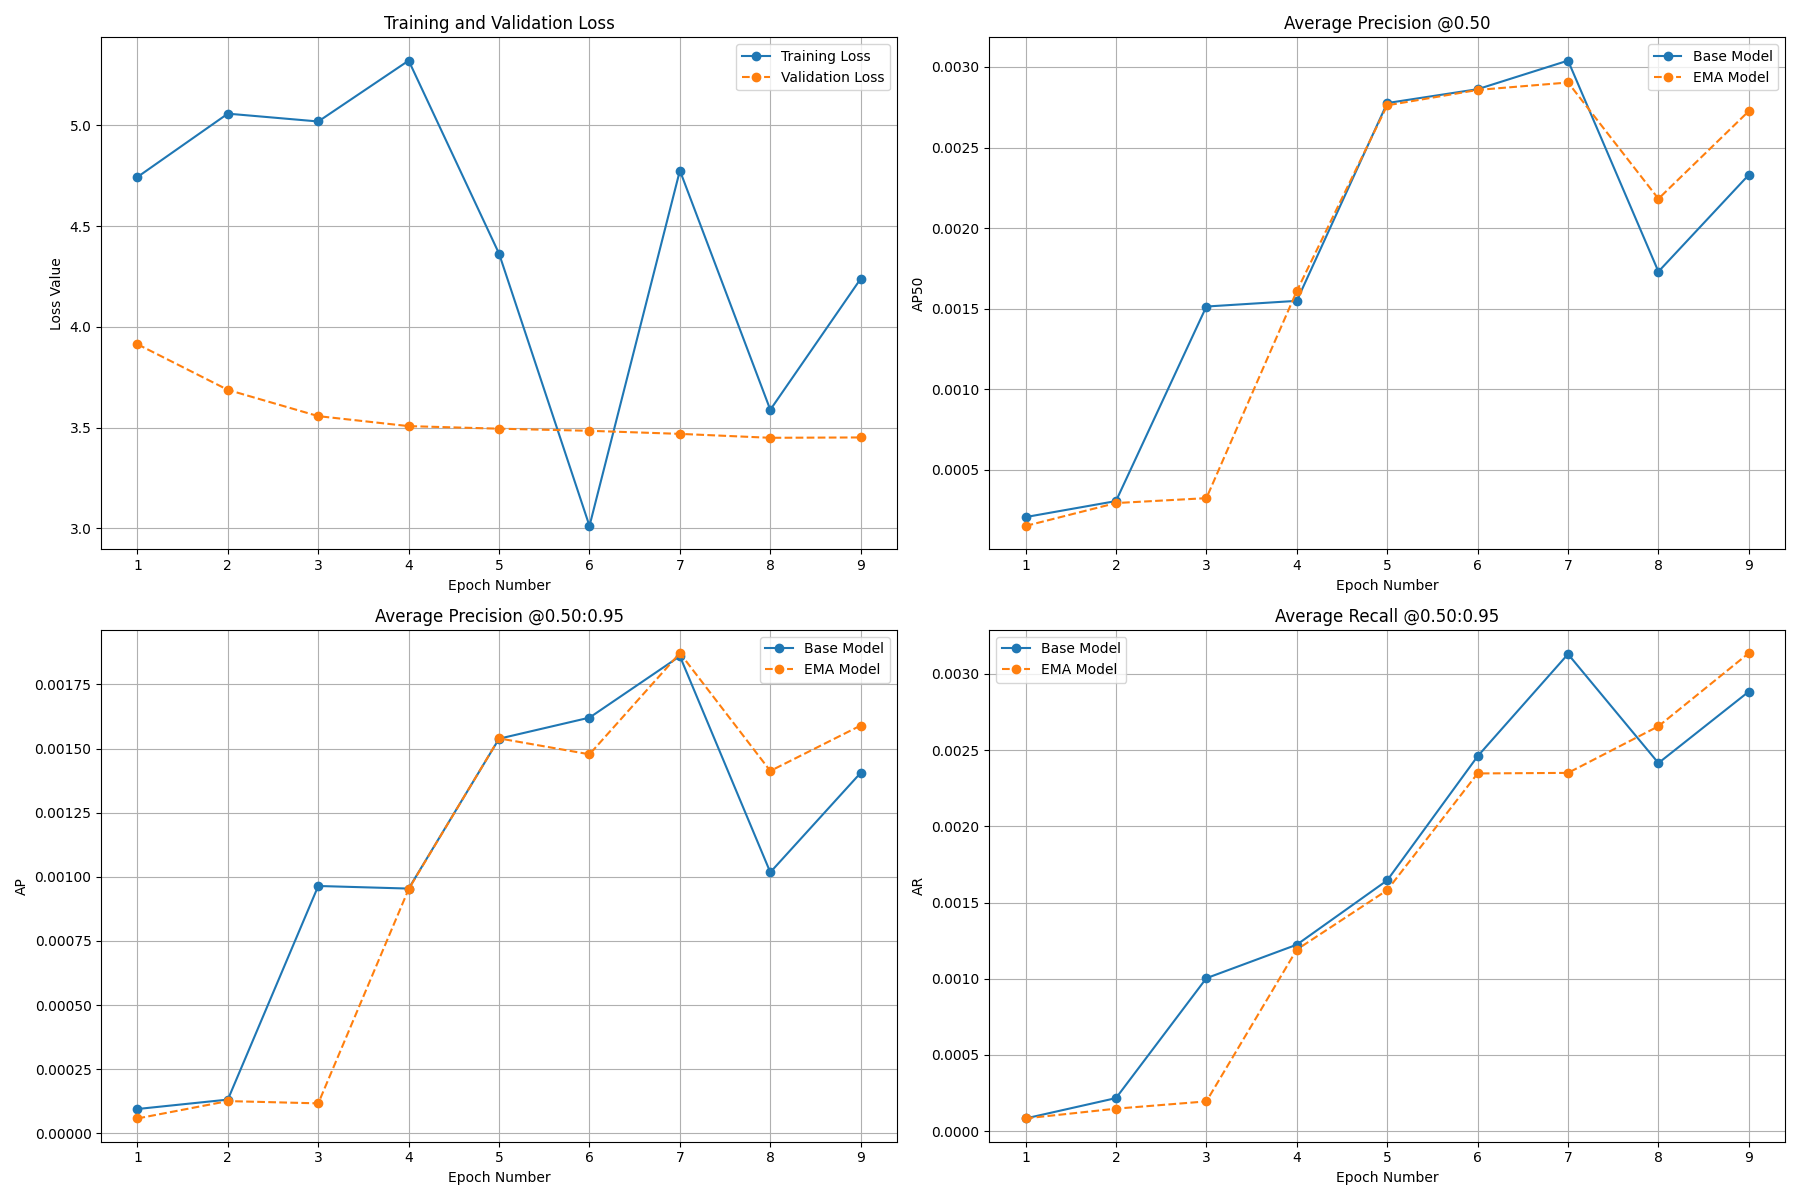 Training and Validation Loss
Training Loss
Validation Loss
5.0
4.5
4.0
3.5
3.0
Loss Value
1 2 3 4 5 6 7 8 9
Epoch Number
Average Precision @0.50
Base Model
EMA Model
0.0030
0.0025
0.0020
0.0015
0.0010
0.0005
AP50
1 2 3 4 5 6 7 8 9
Epoch Number
Average Precision @0.50:0.95
Base Model
EMA Model
0.00175
0.00150
0.00125
0.00100
0.00075
0.00050
0.00025
0.00000
AP
1 2 3 4 5 6 7 8 9
Epoch Number
Average Recall @0.50:0.95
Base Model
EMA Model
0.0030
0.0025
0.0020
0.0015
0.0010
0.0005
0.0000
AR
1 2 3 4 5 6 7 8 9
Epoch Number